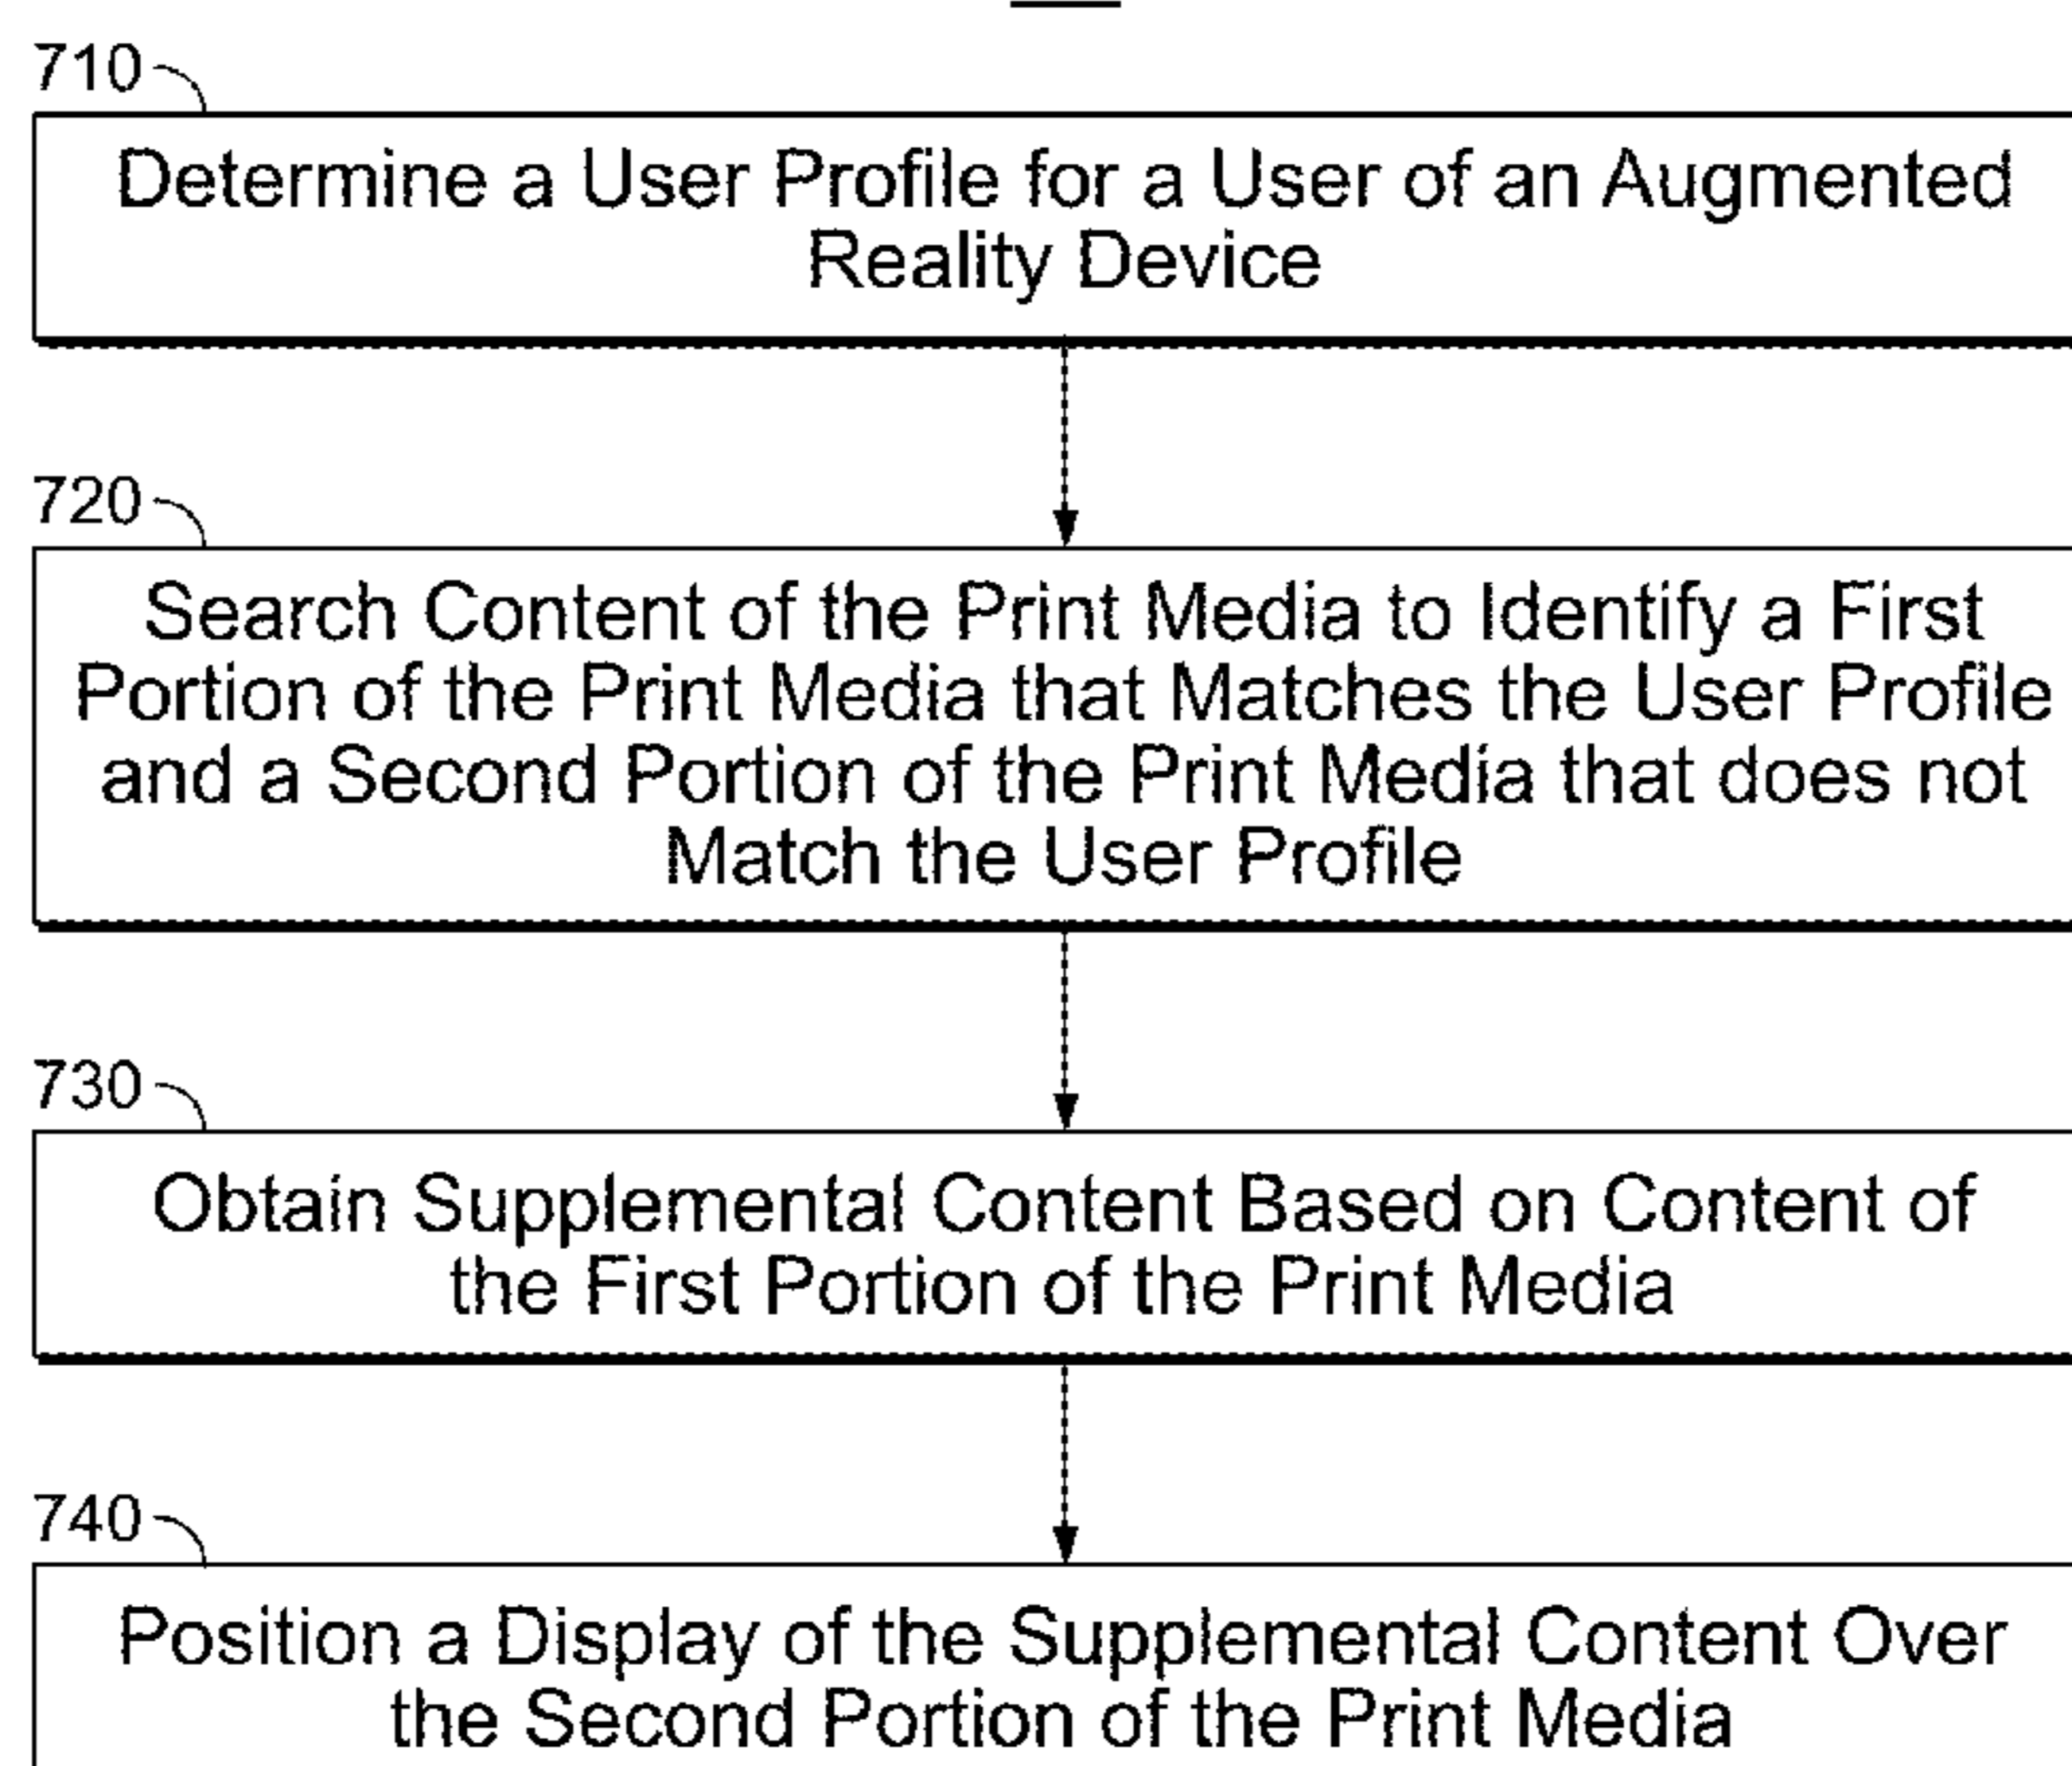 710
Determine a User Profile for a User of an Augmented
Reality Device
720
Search Content of the Print Media to Identify a First
Portion of the Print Media that Matches the User Profile
and a Second Portion of the Print Media that does not
Match the User Profile
730
Obtain Supplemental Content Based on Content of
the First Portion of the Print Media
740
Position a Display of the Supplemental Content Over
the Second Portion of the Print Media